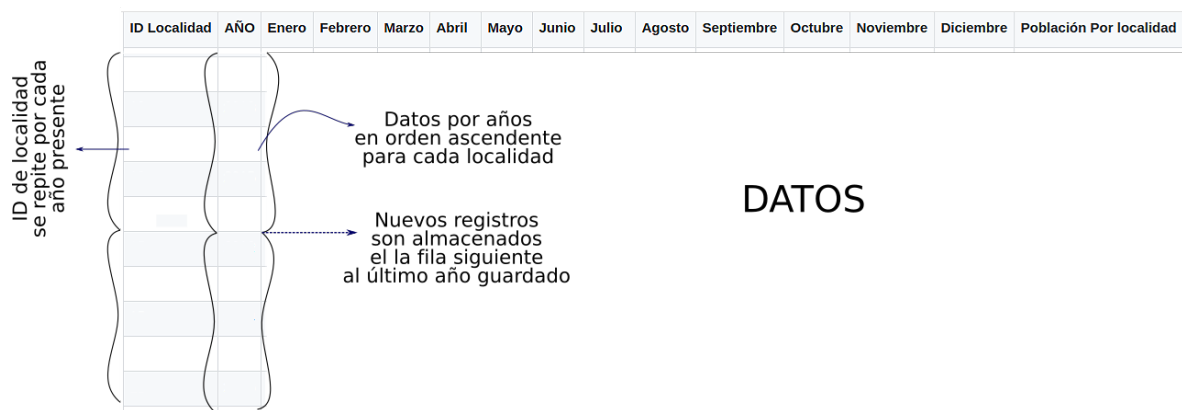 ID Localidad AÑO Enero Febrero Marzo Abril Mayo Junio Julio Agosto Septiembre Octubre Noviembre Diciembre Población Por localidad
ID de localidad
se repite por cada
año presente
Datos por años
en orden ascendente
para cada localidad
DATOS
Nuevos registros
son almacenados
el la fila siguiente
al último año guardado